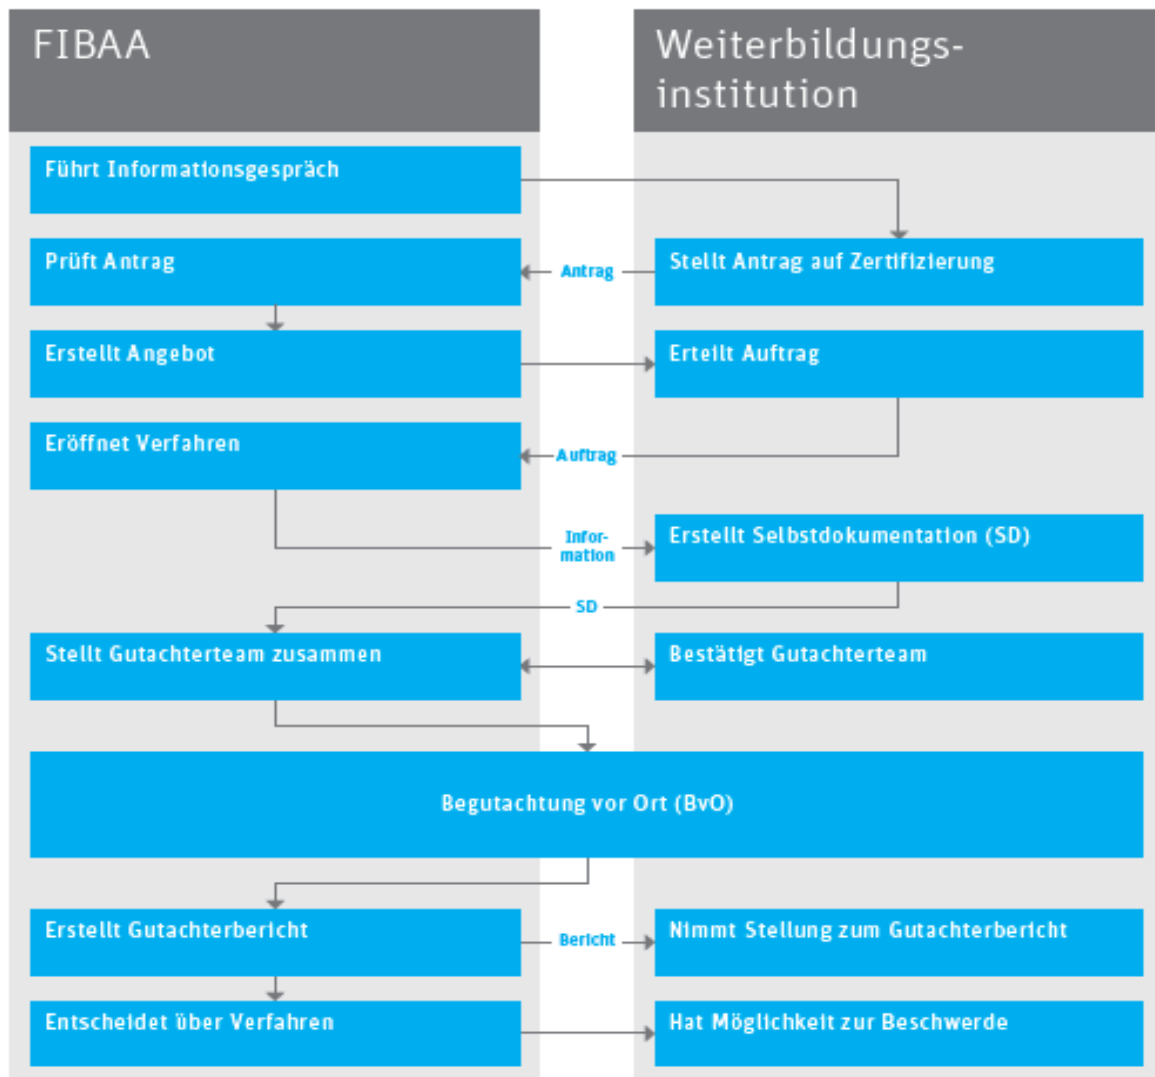 FIBAA
Weiterbildungs-
institution
Führt Informationsgespräch
Prüft Antrag
Antrag
Stellt Antrag auf Zertifizierung
Erstellt Angebot
Erteilt Auftrag
Eröffnet Verfahren
Auftrag
Infor-
mation
Erstellt Selbstdokumentation (SD)
SD
Stellt Gutachterteam zusammen
Bestätigt Gutachterteam
Begutachtung vor Ort (BvO)
Erstellt Gutachterbericht
Bericht
Nimmt Stellung zum Gutachterbericht
Entscheidet über Verfahren
Hat Möglichkeit zur Beschwerde